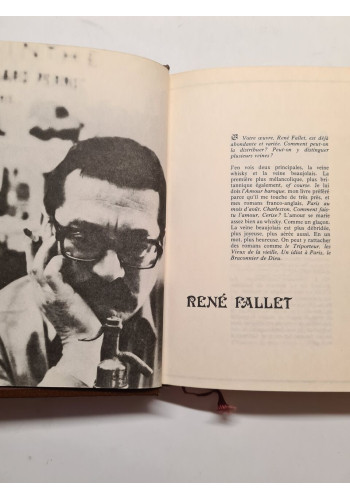 Votre œuvre, René Fallet, est déjà
abondante et variée. Comment peut-on
la distribuer? Peut-on y distinguer
plusieurs veines?
J'en vois deux principales, la veine
whisky et la veine beaujolais. La
première plus mélancolique, plus bri-
tannique également, of course. Je lui
dois l'Amour baroque, mon livre préféré
parce qu'il me touche de très près, et
mes romans franco-anglais, Paris au
mois d'août, Charleston, Comment fais-
tu l'amour, Cerise? L'amour se marie
assez bien au whisky. Comme un glaçon.
La veine beaujolais est plus débridée,
plus joyeuse, plus aérée aussi. En un
mot, plus heureuse. On peut y rattacher
des romans comme le Triporteur, les
Vieux de la vieille, Un idiot à Paris, le
Braconnier de Dieu.
RENÉ FALLET